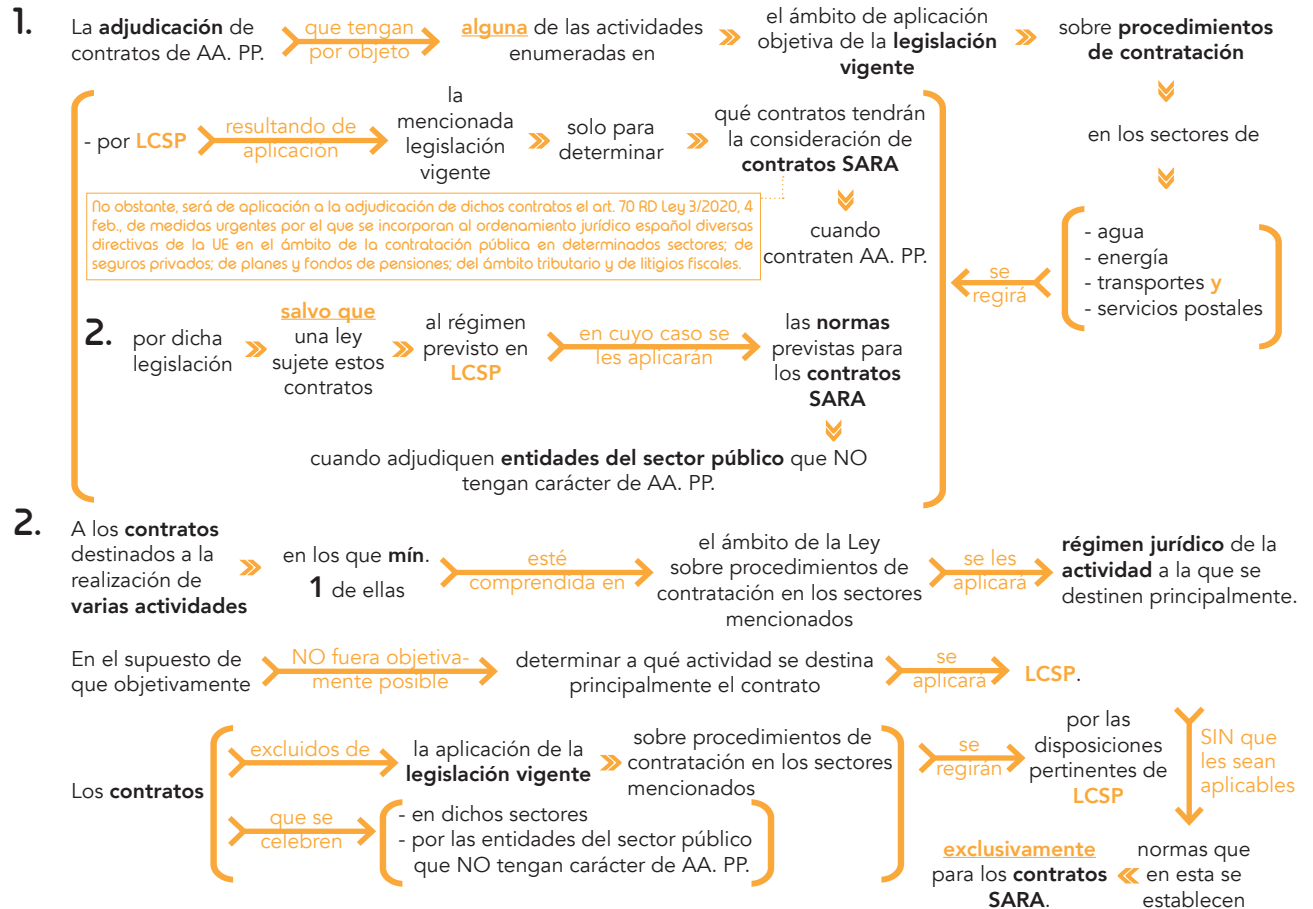 1.
La adjudicación de
contratos de AA. PP.
que tengan
por objeto
alguna de las actividades
enumeradas en
el ámbito de aplicación
objetiva de la legislación
vigente
sobre procedimientos
de contratación
en los sectores de
- agua
- energía
- transportes y
- servicios postales
se
regirá
- por LCSP
resultando de
aplicación
la
mencionada
legislación
vigente
solo para
determinar
qué contratos tendrán
la consideración de
contratos SARA
cuando
contraten AA. PP.
No obstante, será de aplicación a la adjudicación de dichos contratos el art. 70 RD Ley 3/2020, 4
feb., de medidas urgentes por el que se incorporan al ordenamiento jurídico español diversas
directivas de la UE en el ámbito de la contratación pública en determinados sectores; de
seguros privados; de planes y fondos de pensiones; del ámbito tributario y de litigios fiscales.
2.
por dicha
legislación
salvo que
una ley
sujete estos
contratos
al régimen
previsto en
LCSP
en cuyo caso se
les aplicarán
las normas
previstas para
los contratos
SARA
cuando adjudiquen entidades del sector público que NO
tengan carácter de AA. PP.
2.
A los contratos
destinados a la
realización de
varias actividades
en los que mín.
1 de ellas
esté
comprendida en
el ámbito de la Ley
sobre procedimientos de
contratación en los sectores
mencionados
se les
aplicará
régimen jurídico de la
actividad a la que se
destinen principalmente.
En el supuesto de
que objetivamente
NO fuera objetiva-
mente posible
determinar a qué actividad se destina
principalmente el contrato
se
aplicará
LCSP.
Los contratos
excluidos de
la aplicación de la
legislación vigente
sobre procedimientos de
contratación en los sectores
mencionados
que se
celebren
- en dichos sectores
- por las entidades del sector público
que NO tengan carácter de AA. PP.
se
regirán
por las
disposiciones
pertinentes de
LCSP
SIN que
les sean
aplicables
normas que
en esta se
establecen
exclusivamente
para los contratos
SARA.